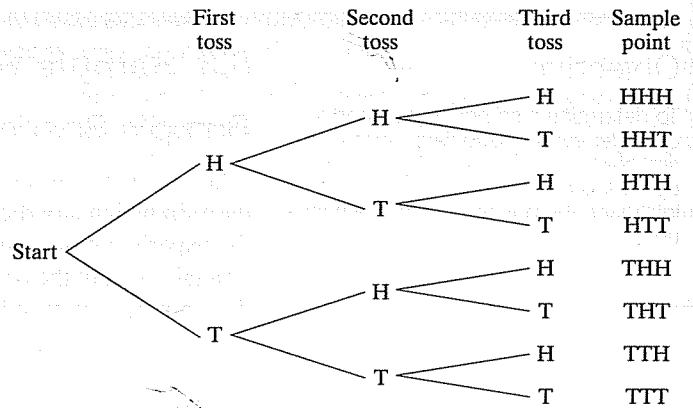 First Second Third Sample
toss toss toss point
H HHH
H
T HHT
H
H HTH
T
T HTT
Start
H THH
H
T THT
T
H TTH
T
T TTT